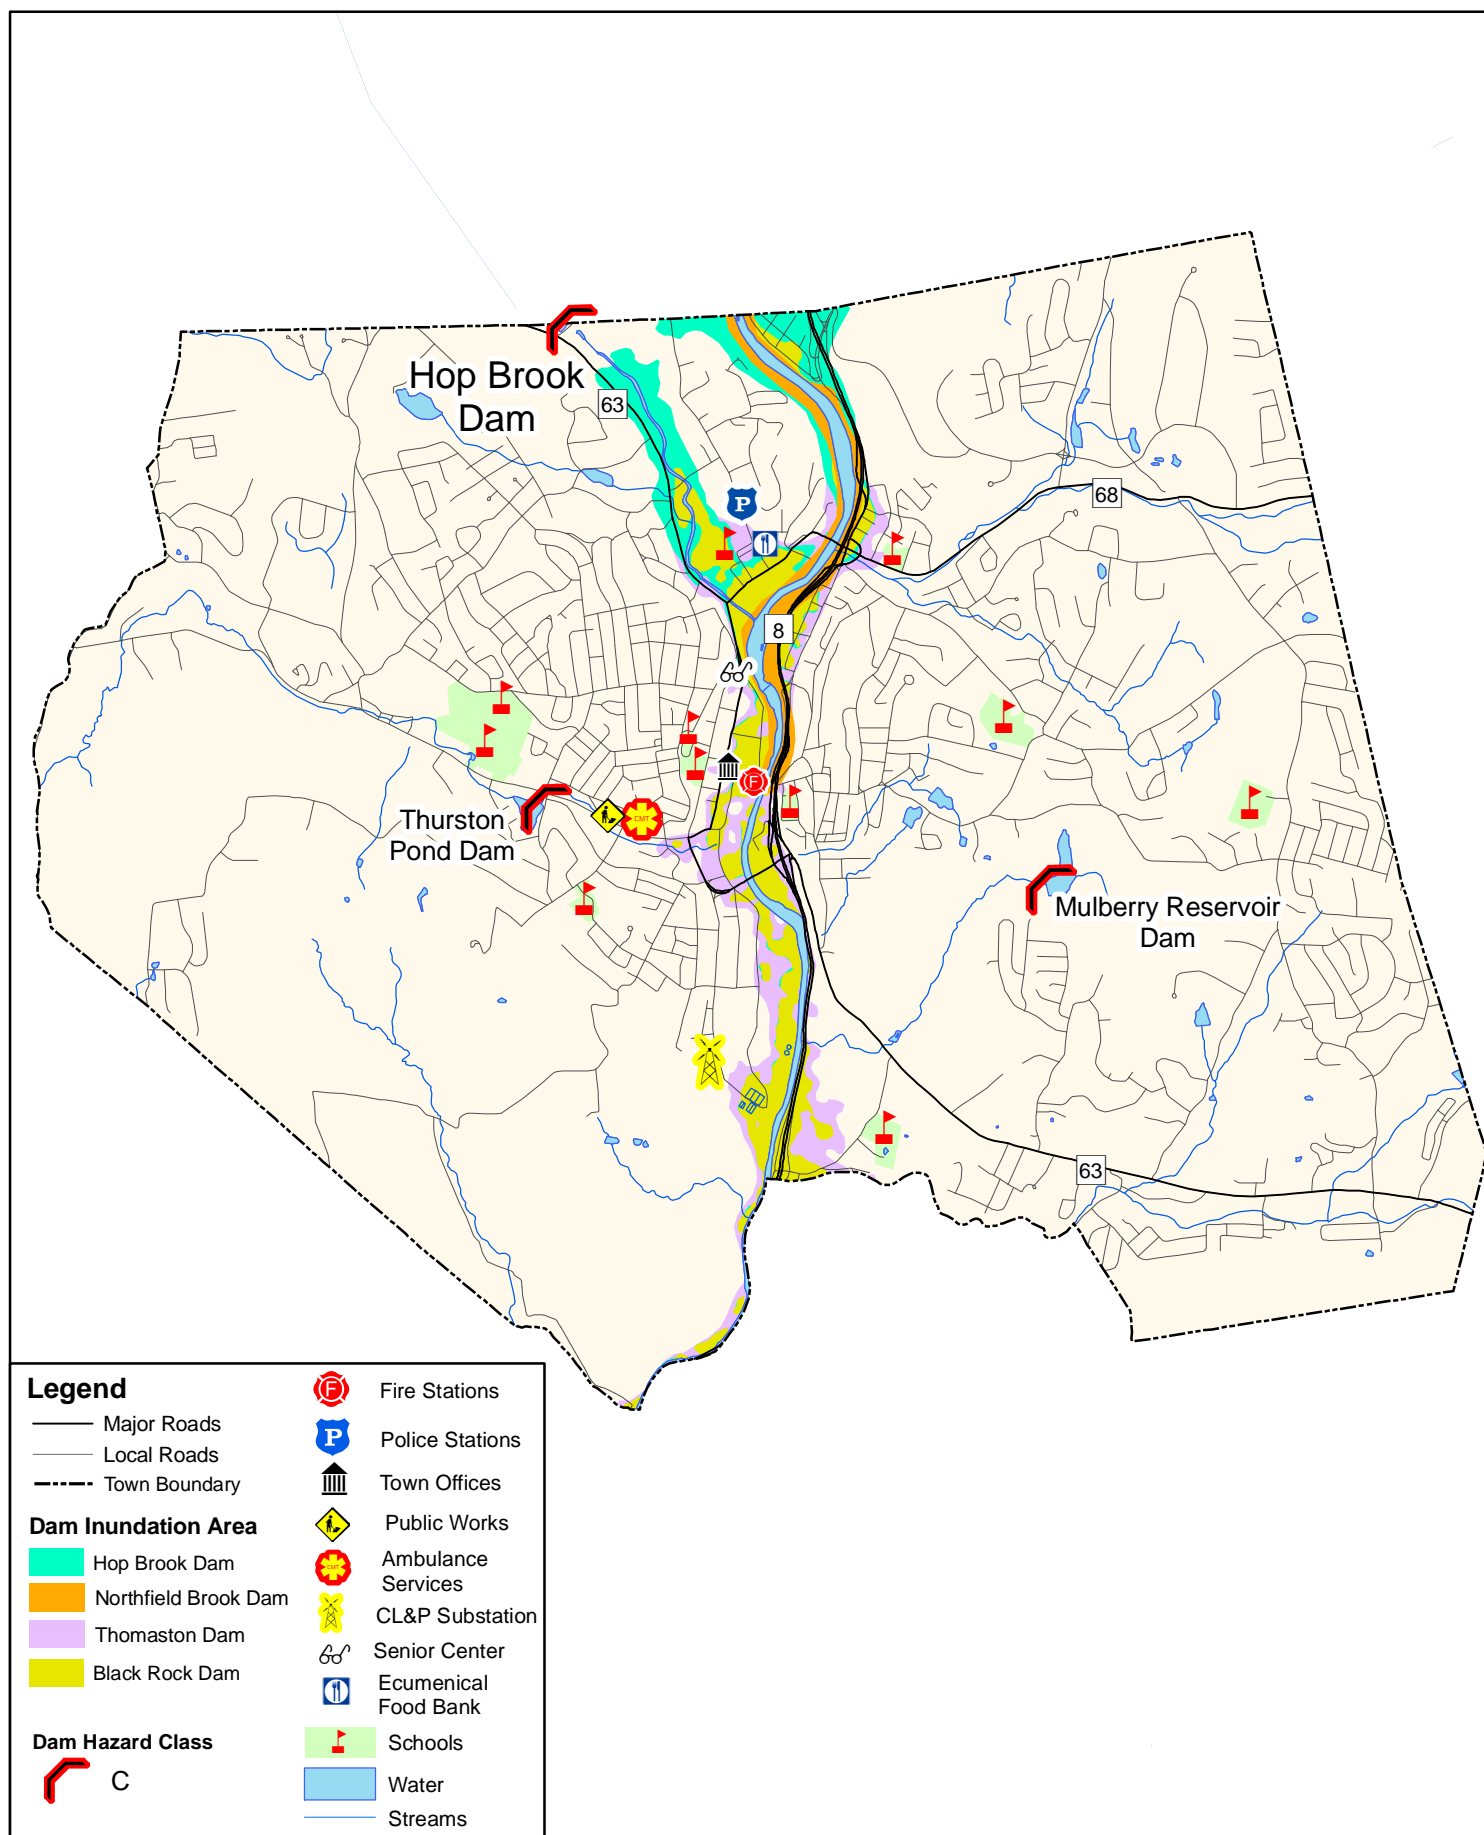 Hop Brook
Dam
63
P
68
8
F
CMT
Thurston
Pond Dam
Mulberry Reservoir
Dam
63
Legend
Major Roads
Local Roads
Town Boundary
Dam Inundation Area
Hop Brook Dam
Northfield Brook Dam
Thomaston Dam
Black Rock Dam
Dam Hazard Class
C
F
Fire Stations
P
Police Stations
Town Offices
Public Works
CMT
Ambulance
Services
CL&P Substation
Senior Center
Ecumenical
Food Bank
Schools
Water
Streams